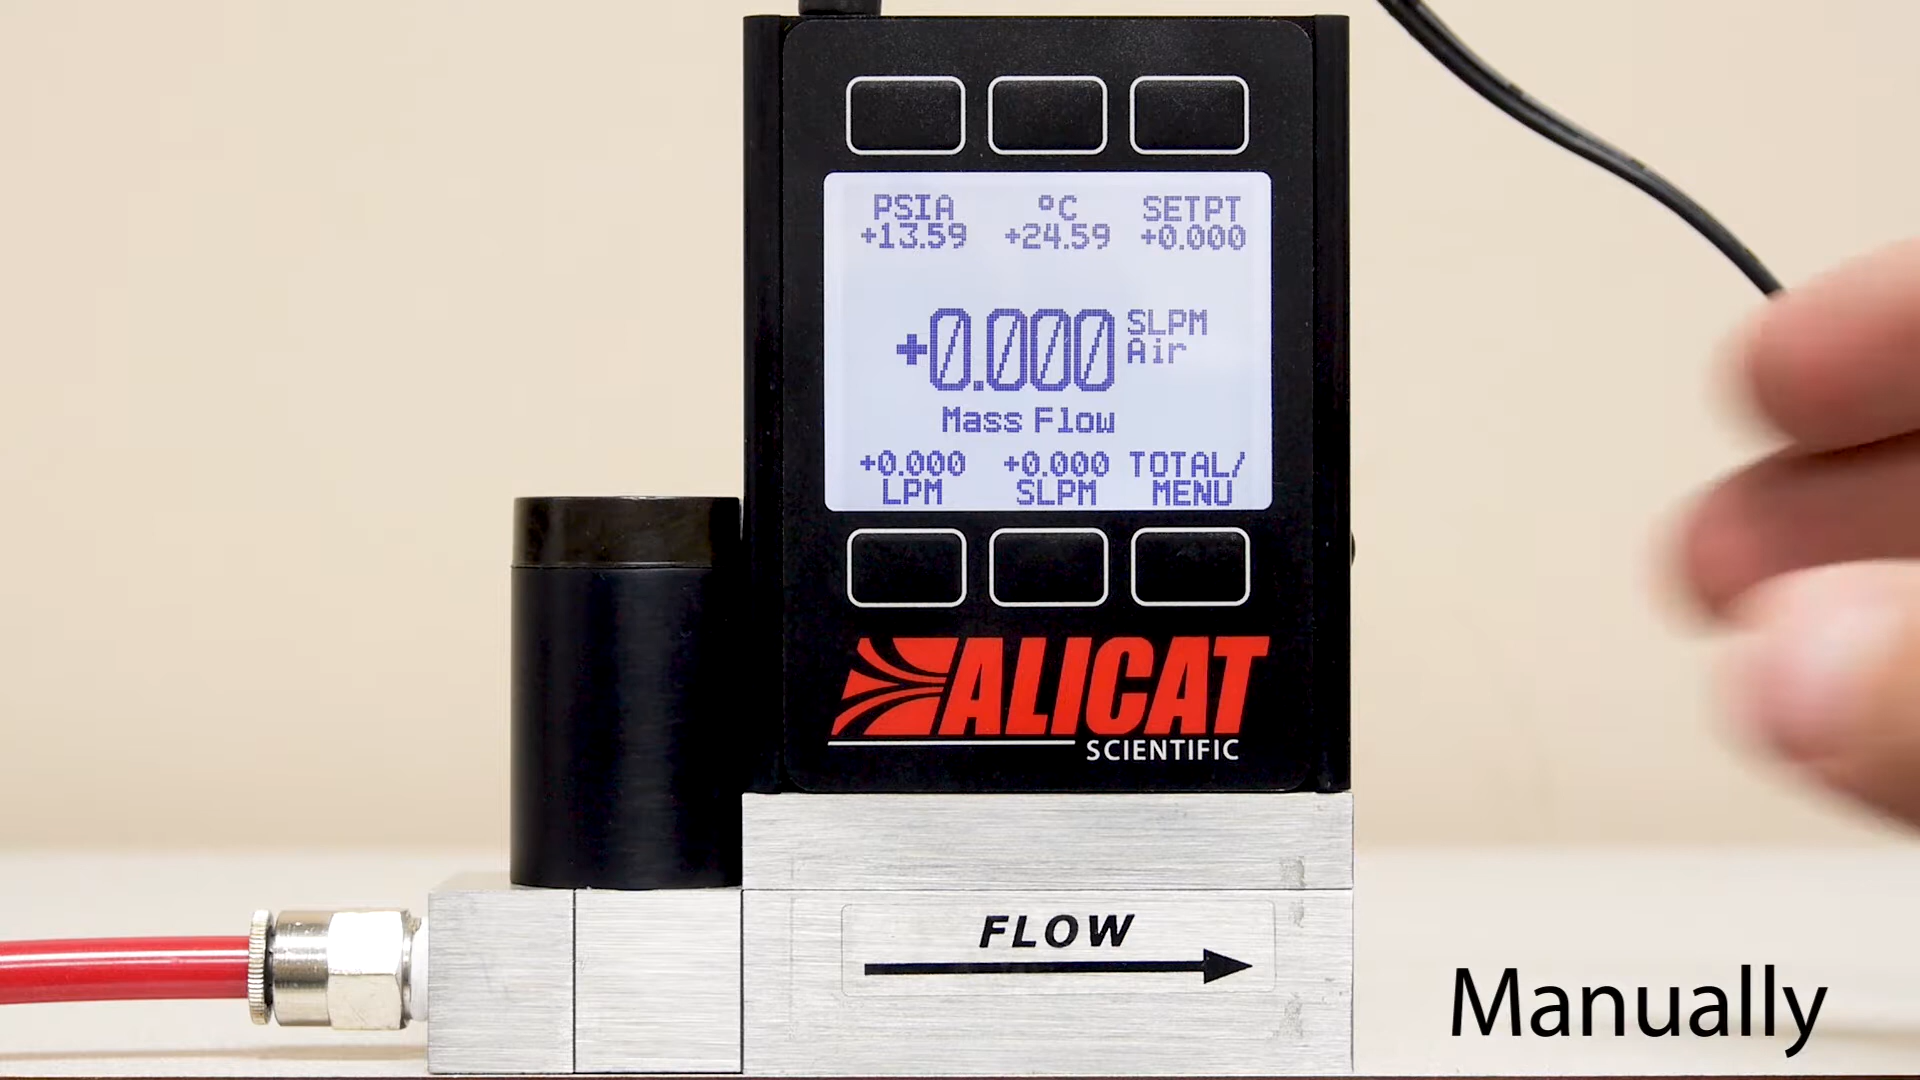 PSIA °C SETPT
+13.59 +24.59 +0.000
+0.000 SLPM
Air
Mass Flow
+0.000 +0.000 TOTAL/
LPM SLPM MENU
ALICAT
SCIENTIFIC
FLOW
Manually